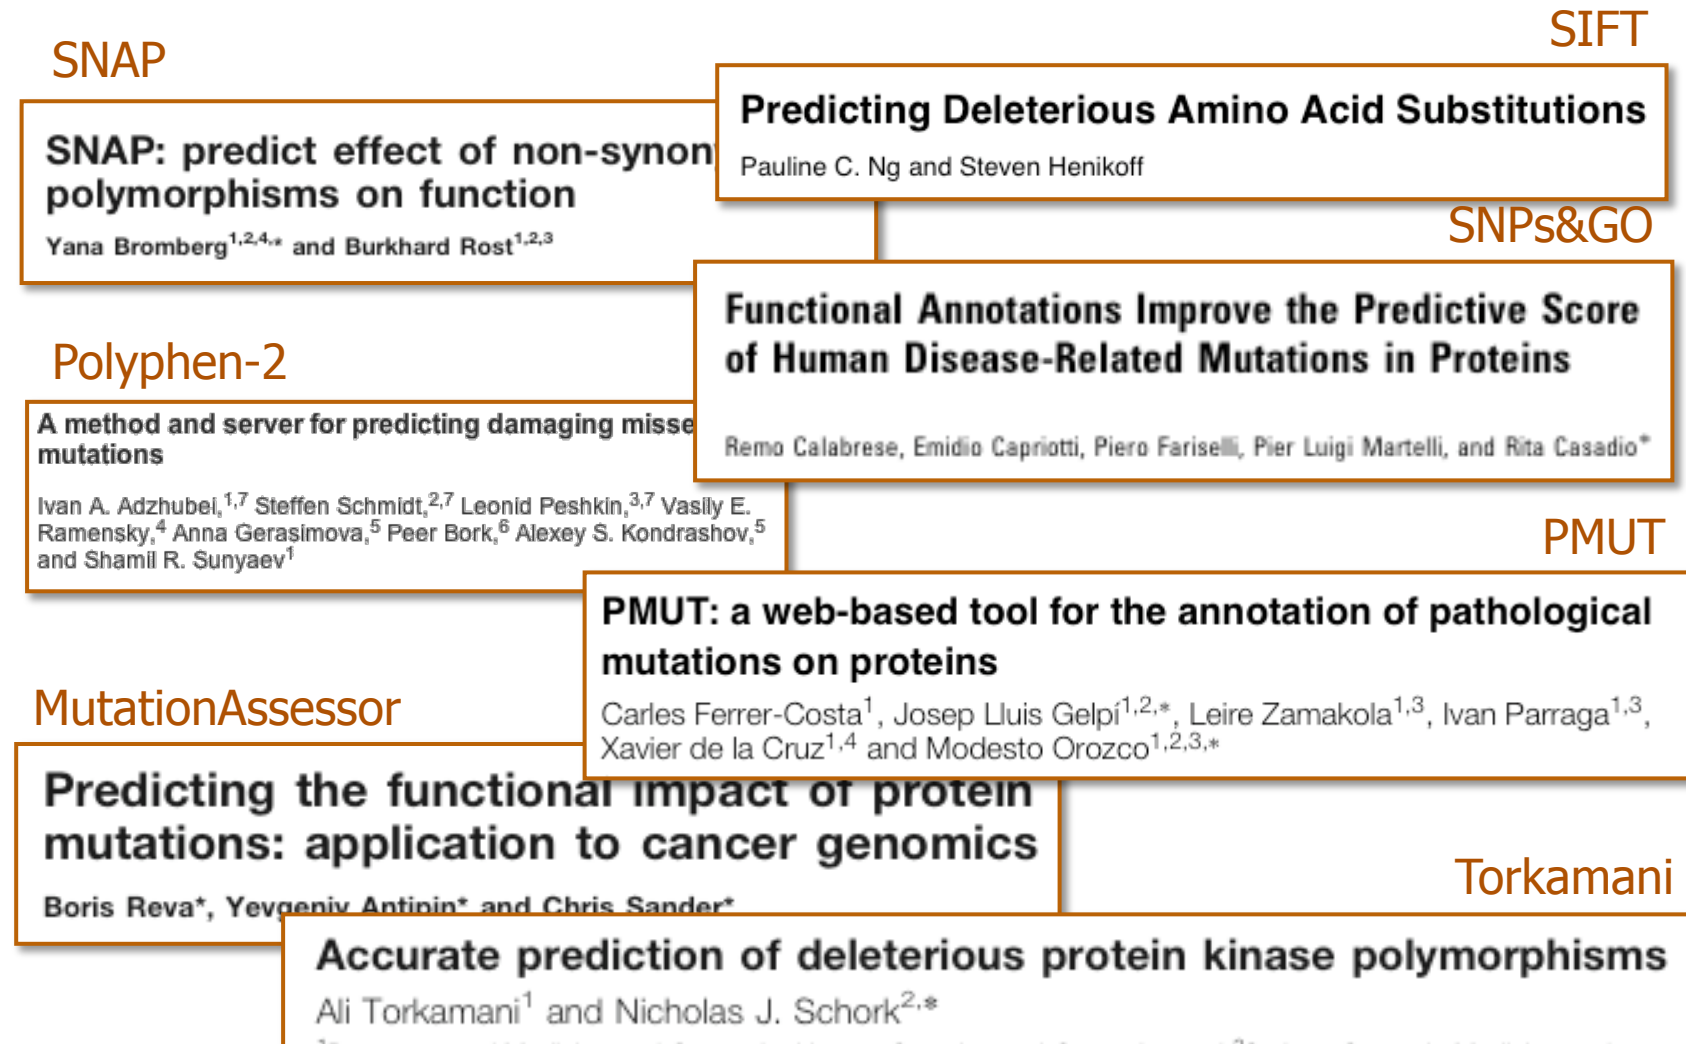 SNAP
SNAP: predict effect of non-synon
polymorphisms on function
Yana Bromberg1,2,4,* and Burkhard Rost1,2,3
SIFT
Predicting Deleterious Amino Acid Substitutions
Pauline C. Ng and Steven Henikoff
SNPs&GO
Functional Annotations Improve the Predictive Score
of Human Disease-Related Mutations in Proteins
Remo Calabrese, Emidio Capriotti, Piero Fariselli, Pier Luigi Martelli, and Rita Casadio*
Polyphen-2
A method and server for predicting damaging misse
mutations
Ivan A. Adzhubei,1,7 Steffen Schmidt,2,7 Leonid Peshkin,3,7 Vasily E.
Ramensky,4 Anna Gerasimova,5 Peer Bork,6 Alexey S. Kondrashov,5
and Shamil R. Sunyaev1
PMUT
PMUT: a web-based tool for the annotation of pathological
mutations on proteins
Carles Ferrer-Costa1, Josep Lluis Gelpí1,2,*, Leire Zamakola1,3, Ivan Parraga1,3,
Xavier de la Cruz1,4 and Modesto Orozco1,2,3,*
MutationAssessor
Predicting the functional impact of protein
mutations: application to cancer genomics
Boris Reva*, Yevgeniy Antipin* and Chris Sander*
Torkamani
Accurate prediction of deleterious protein kinase polymorphisms
Ali Torkamani1 and Nicholas J. Schork2,*